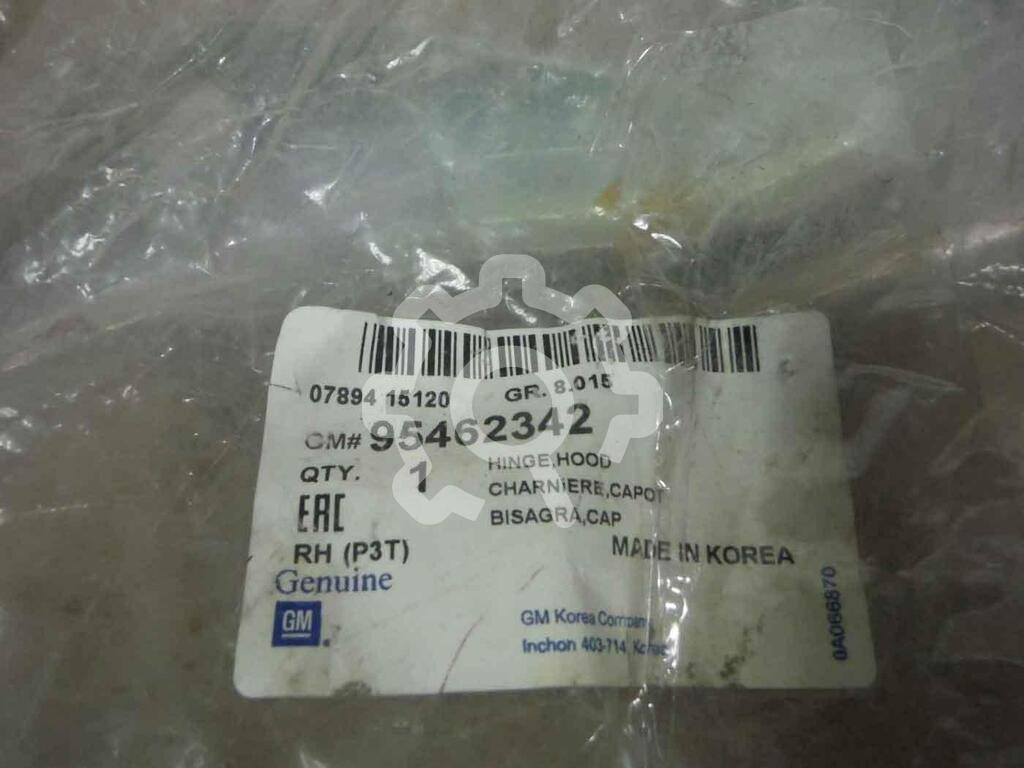 07894 15120 GR. 8.015
GM# 95462342
QTY. 1 HINGE,HOOD
CHARNIERE,CAPOT
EAC BISAGRA,CAP
RH (P3T) MADE IN KOREA
Genuine
GM
GM Korea Company
Inchon 403-714, Korea
0A066870